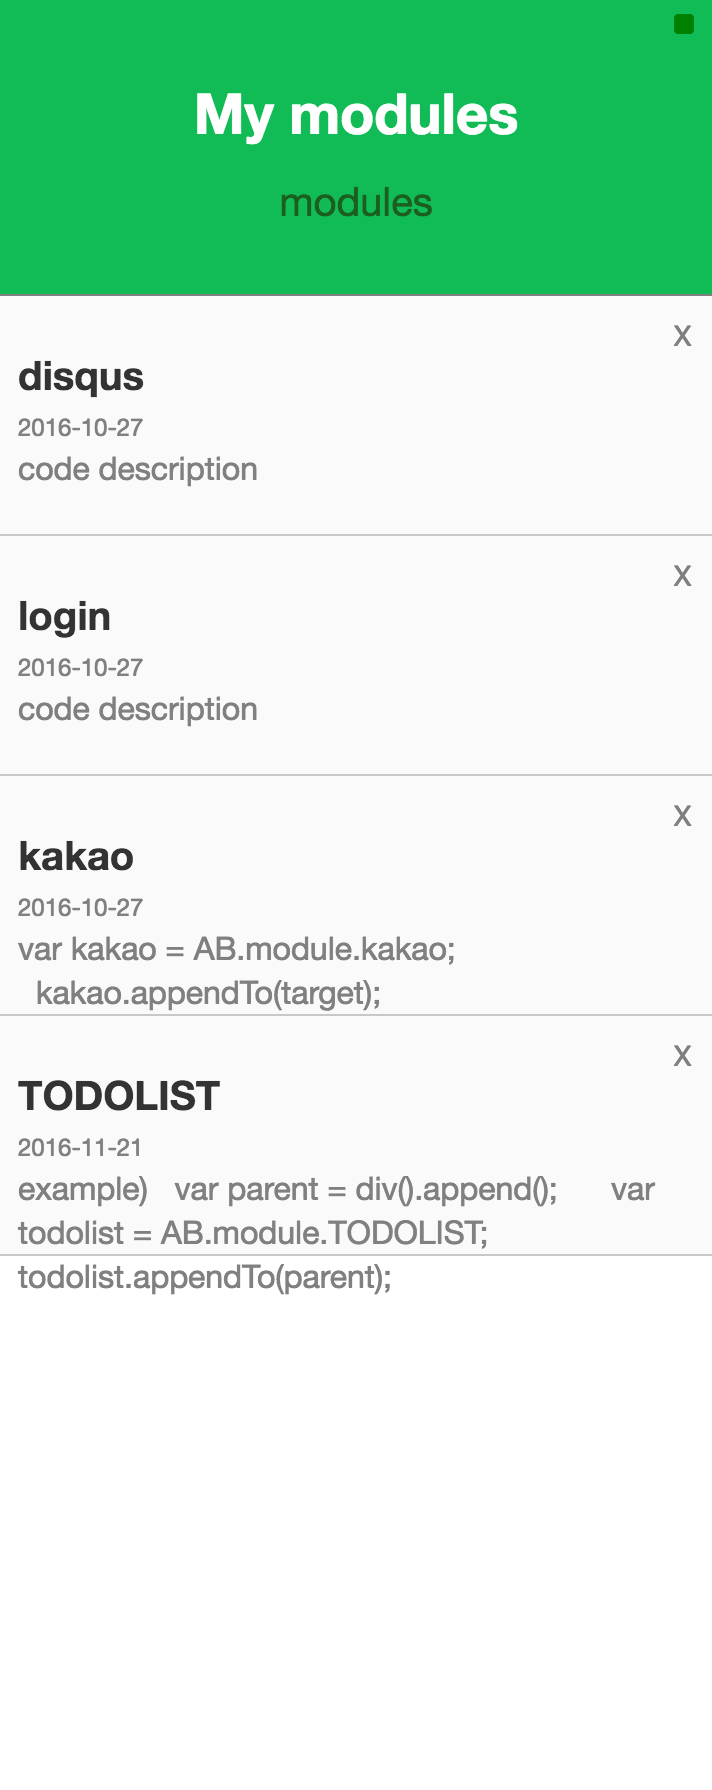 My modules
modules
X
disqus
2016-10-27
code description
X
login
2016-10-27
code description
X
kakao
2016-10-27
var kakao = AB.module.kakao;
kakao.appendTo(target);
X
TODOLIST
2016-11-21
example)   var parent = div().append();      var
todolist = AB.module.TODOLIST;
todolist.appendTo(parent);